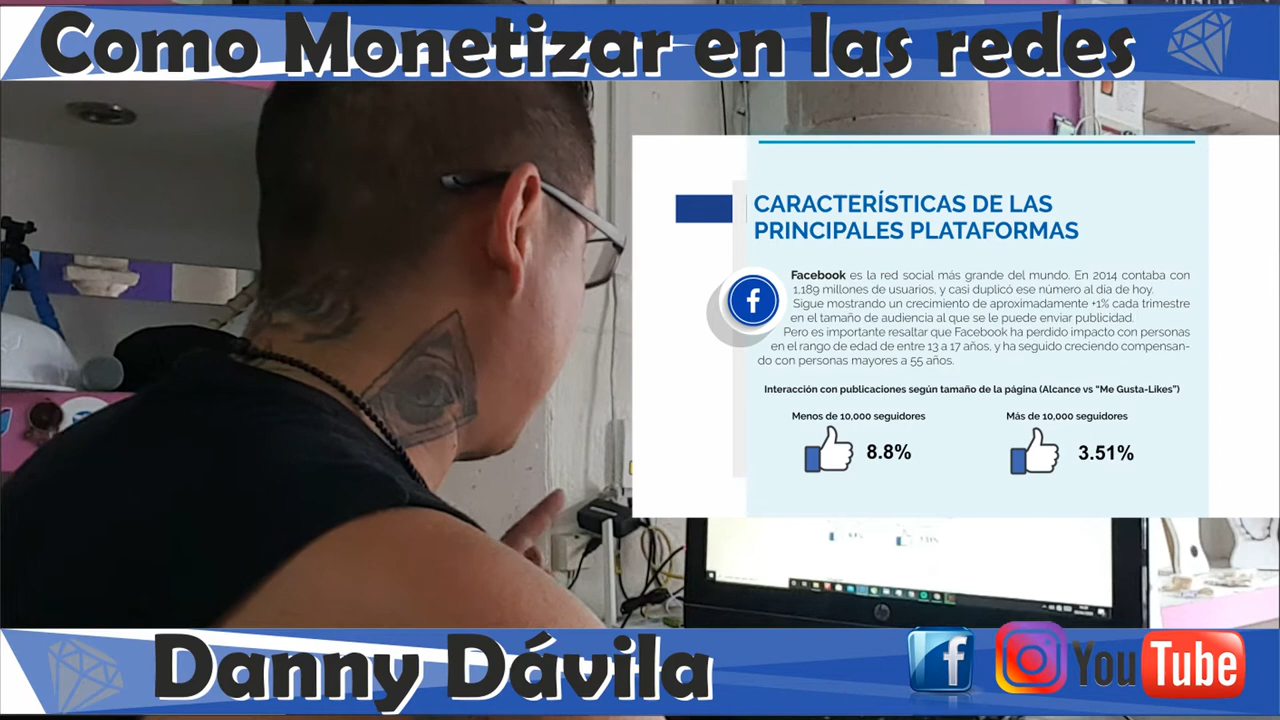 Como Monetizar en las redes
CARACTERÍSTICAS DE LAS
PRINCIPALES PLATAFORMAS
Facebook es la red social más grande del mundo. En 2014 contaba con
1,189 millones de usuarios, y casi duplicó ese número al día de hoy.
Sigue mostrando un crecimiento de aproximadamente +1% cada trimestre
en el tamaño de audiencia al que se le puede enviar publicidad.
Pero es importante resaltar que Facebook ha perdido impacto con personas
en el rango de edad de entre 13 a 17 años, y ha seguido creciendo compensan-
do con personas mayores a 55 años.
Interacción con publicaciones según tamaño de la página (Alcance vs "Me Gusta-Likes")
Menos de 10,000 seguidores
Más de 10,000 seguidores
8.8%
3.51%
Danny Dávila
YouTube